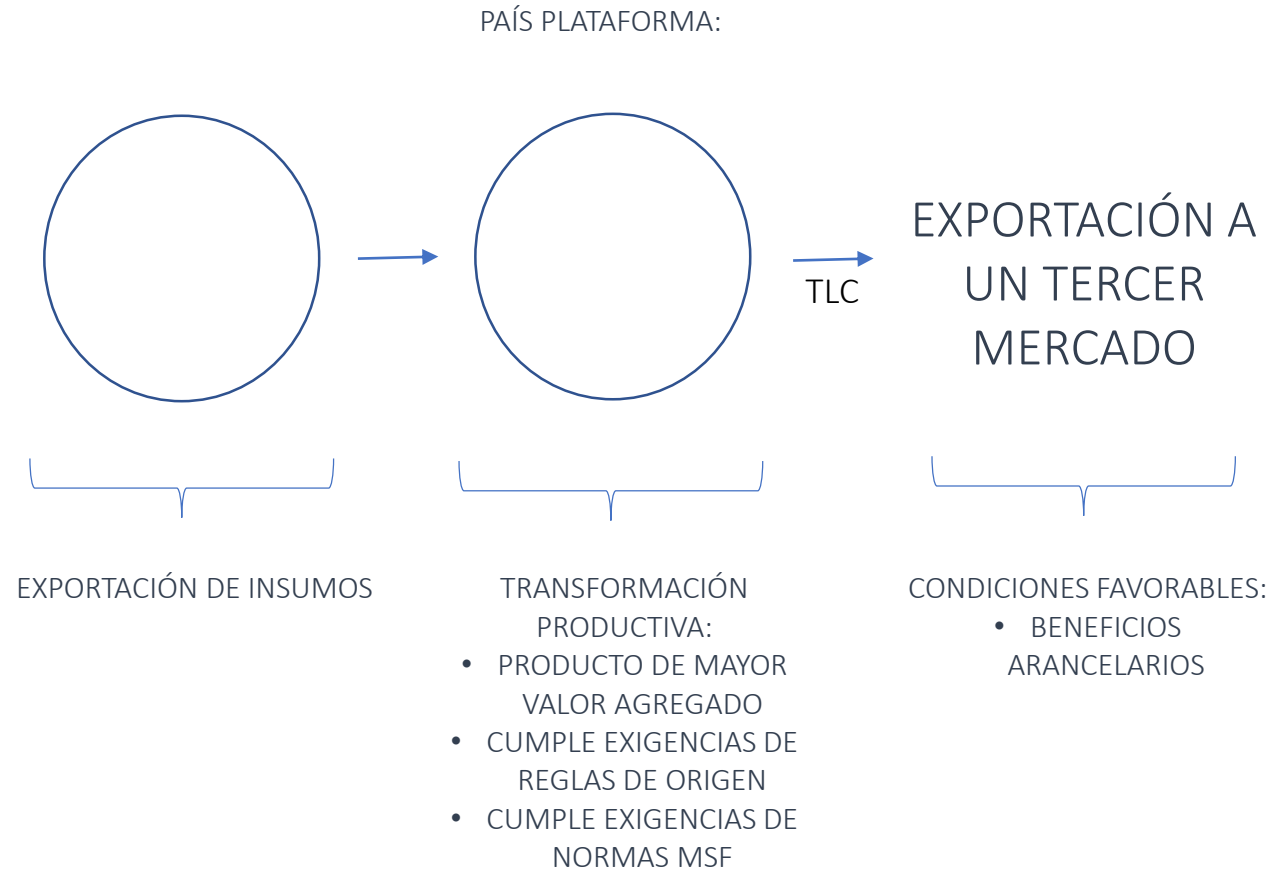 PAÍS PLATAFORMA:
TLC
EXPORTACIÓN A
UN TERCER
MERCADO
EXPORTACIÓN DE INSUMOS
TRANSFORMACIÓN
PRODUCTIVA:
• PRODUCTO DE MAYOR
VALOR AGREGADO
• CUMPLE EXIGENCIAS DE
REGLAS DE ORIGEN
• CUMPLE EXIGENCIAS DE
NORMAS MSF
CONDICIONES FAVORABLES:
• BENEFICIOS
ARANCELARIOS